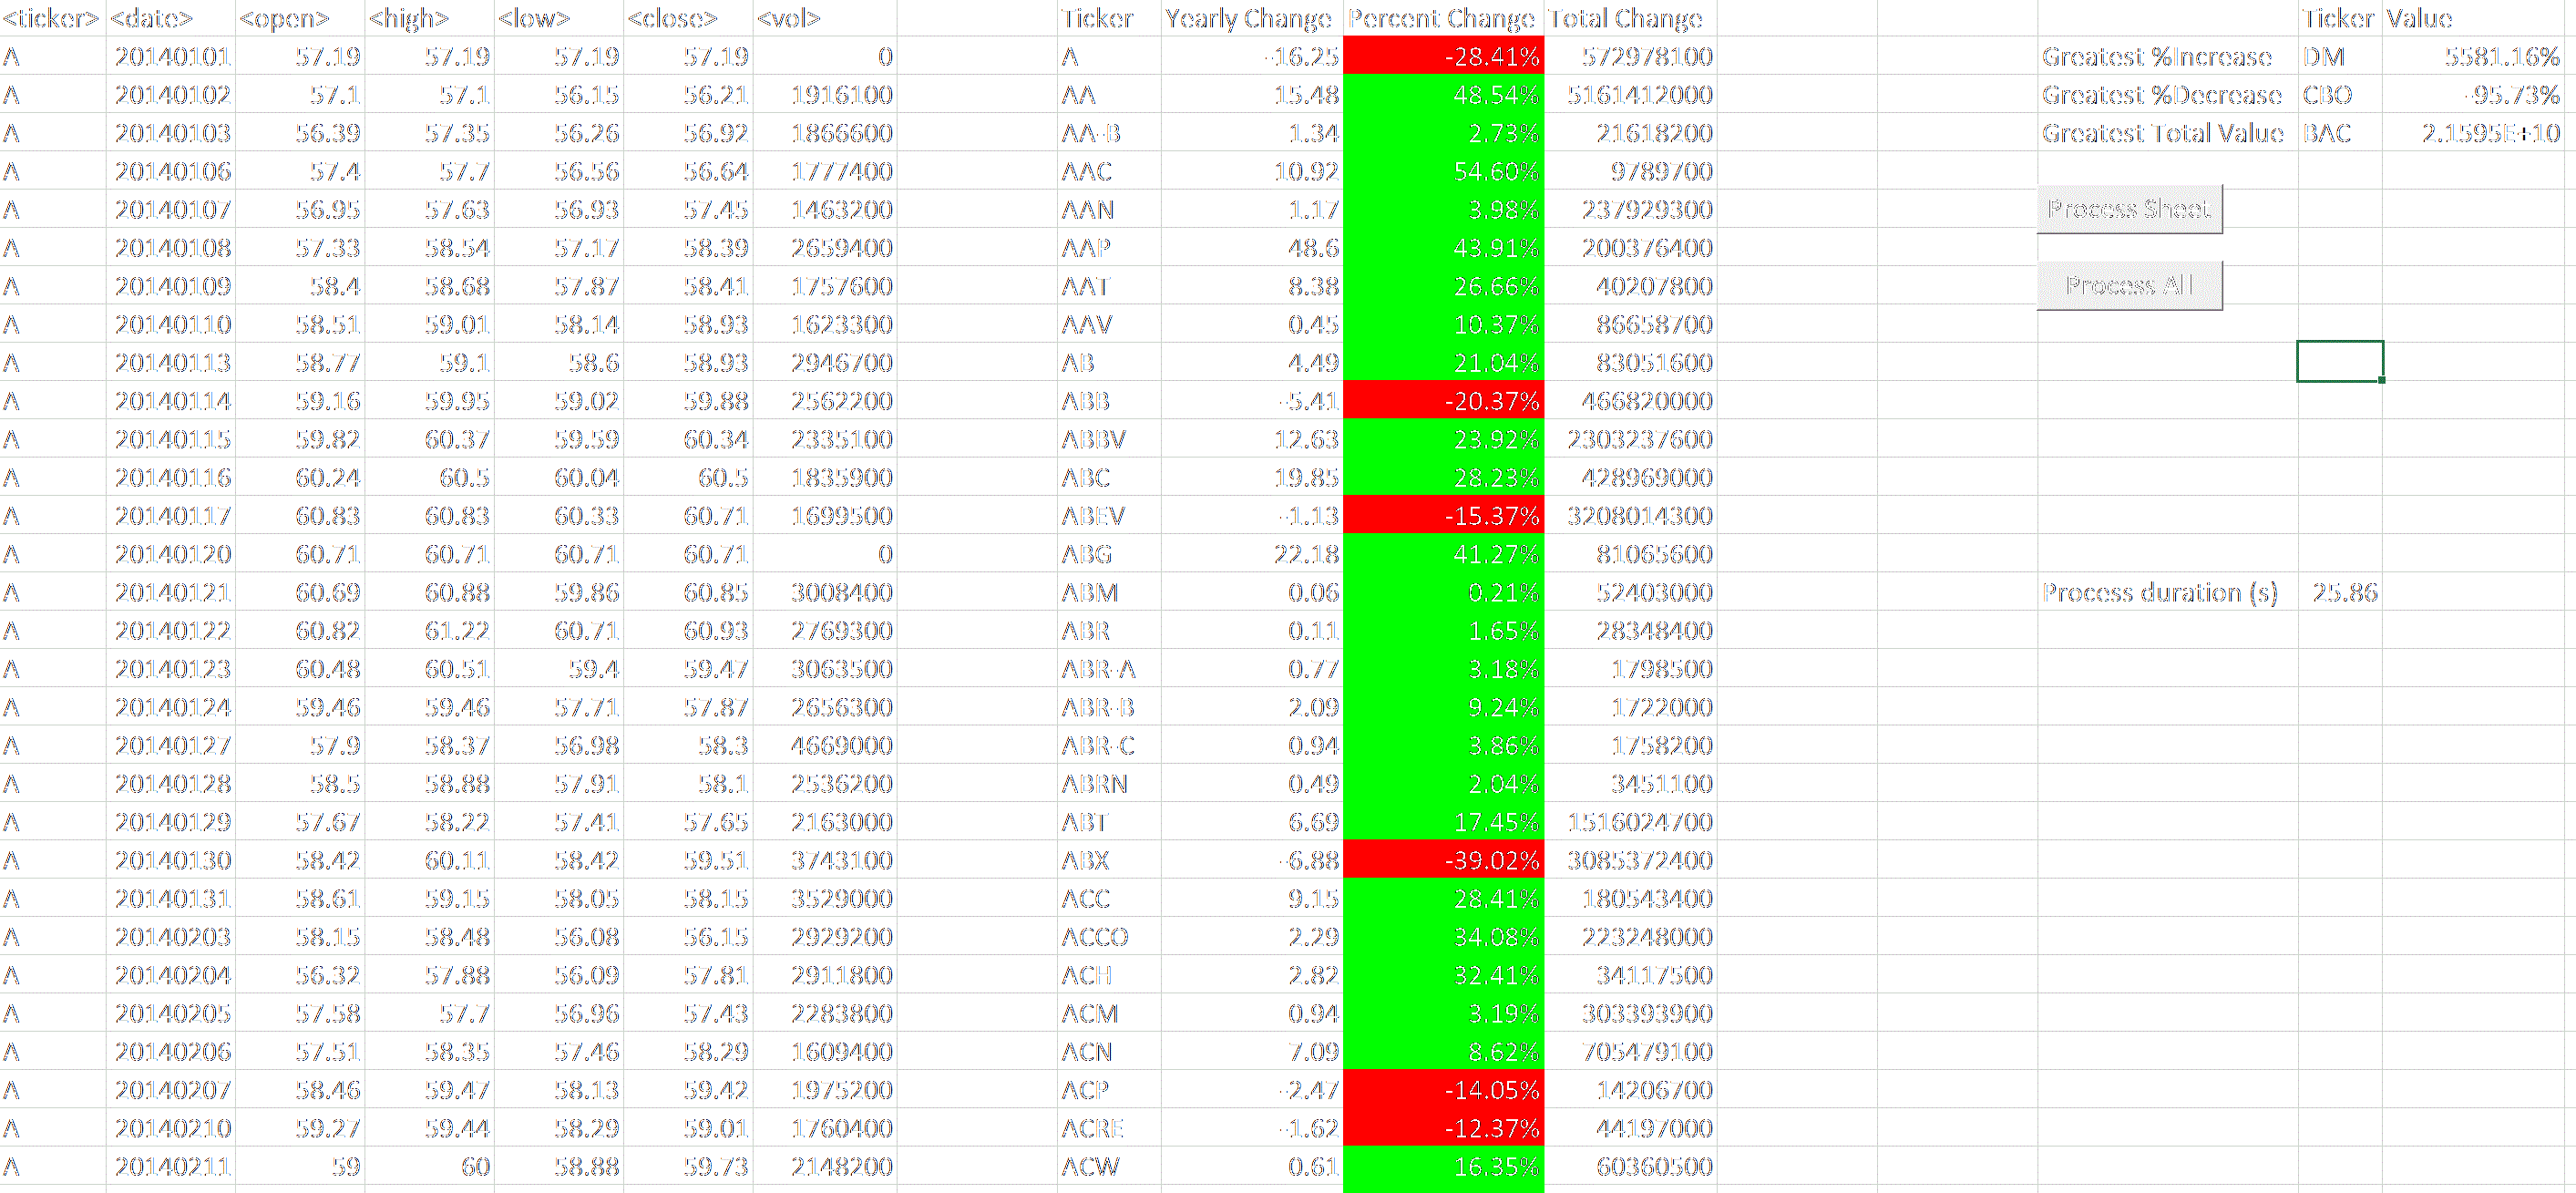 <ticker> <date> <open> <high> <low> <close> <vol> Ticker Yearly Change Percent Change Total Change Ticker Value
A 20140101 57.19 57.19 57.19 57.19 0 A -16.25 -28.41% 572978100 Greatest %Increase DM 5581.16%
A 20140102 57.1 57.1 56.15 56.21 1916100 AA 15.48 48.54% 5161412000 Greatest %Decrease CBO -95.73%
A 20140103 56.39 57.35 56.26 56.92 1866600 AA-B 1.34 2.73% 21618200 Greatest Total Value BAC 2.1595E+10
A 20140106 57.4 57.7 56.56 56.64 1777400 AAC 10.92 54.60% 9789700
A 20140107 56.95 57.63 56.93 57.45 1463200 AAN 1.17 3.98% 237929300 Process Sheet
A 20140108 57.33 58.54 57.17 58.39 2659400 AAP 48.6 43.91% 200376400
A 20140109 58.4 58.68 57.87 58.41 1757600 AAT 8.38 26.66% 40207800 Process All
A 20140110 58.51 59.01 58.14 58.93 1623300 AAV 0.45 10.37% 86658700
A 20140113 58.77 59.1 58.6 58.93 2946700 AB 4.49 21.04% 83051600
A 20140114 59.16 59.95 59.02 59.88 2562200 ABB -5.41 -20.37% 466820000
A 20140115 59.82 60.37 59.59 60.34 2335100 ABBV 12.63 23.92% 2303237600
A 20140116 60.24 60.5 60.04 60.5 1835900 ABC 19.85 28.23% 428969000
A 20140117 60.83 60.83 60.33 60.71 1699500 ABEV -1.13 -15.37% 3208014300
A 20140120 60.71 60.71 60.71 60.71 0 ABG 22.18 41.27% 81065600
A 20140121 60.69 60.88 59.86 60.85 3008400 ABM 0.06 0.21% 52403000 Process duration (s) 25.86
A 20140122 60.82 61.22 60.71 60.93 2769300 ABR 0.11 1.65% 28348400
A 20140123 60.48 60.51 59.4 59.47 3063500 ABR-A 0.77 3.18% 1798500
A 20140124 59.46 59.46 57.71 57.87 2656300 ABR-B 2.09 9.24% 1722000
A 20140127 57.9 58.37 56.98 58.3 4669000 ABR-C 0.94 3.86% 1758200
A 20140128 58.5 58.88 57.91 58.1 2536200 ABRN 0.49 2.04% 3451100
A 20140129 57.67 58.22 57.41 57.65 2163000 ABT 6.69 17.45% 1516024700
A 20140130 58.42 60.11 58.42 59.51 3743100 ABX -6.88 -39.02% 3085372400
A 20140131 58.61 59.15 58.05 58.15 3529000 ACC 9.15 28.41% 180543400
A 20140203 58.15 58.48 56.08 56.15 2929200 ACCO 2.29 34.08% 223248000
A 20140204 56.32 57.88 56.09 57.81 2911800 ACH 2.82 32.41% 34117500
A 20140205 57.58 57.7 56.96 57.43 2283800 ACM 0.94 3.19% 303393900
A 20140206 57.51 58.35 57.46 58.29 1609400 ACN 7.09 8.62% 705479100
A 20140207 58.46 59.47 58.13 59.42 1975200 ACP -2.47 -14.05% 14206700
A 20140210 59.27 59.44 58.29 59.01 1760400 ACRE -1.62 -12.37% 44197000
A 20140211 59 60 58.88 59.73 2148200 ACW 0.61 16.35% 60360500